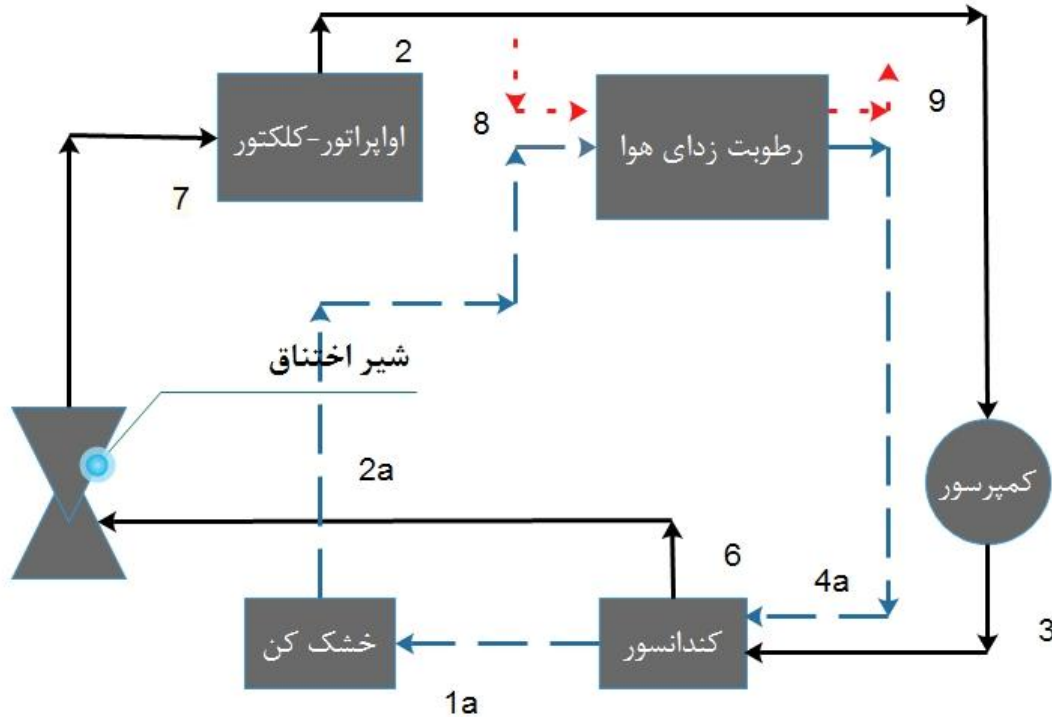 2
اواپراتور-کلکتور
8
رطوبت زدای هوا
9
7
شیر اختناق
2a
کمپرسور
6
4a
خشک کن
کندانسور
3
1a